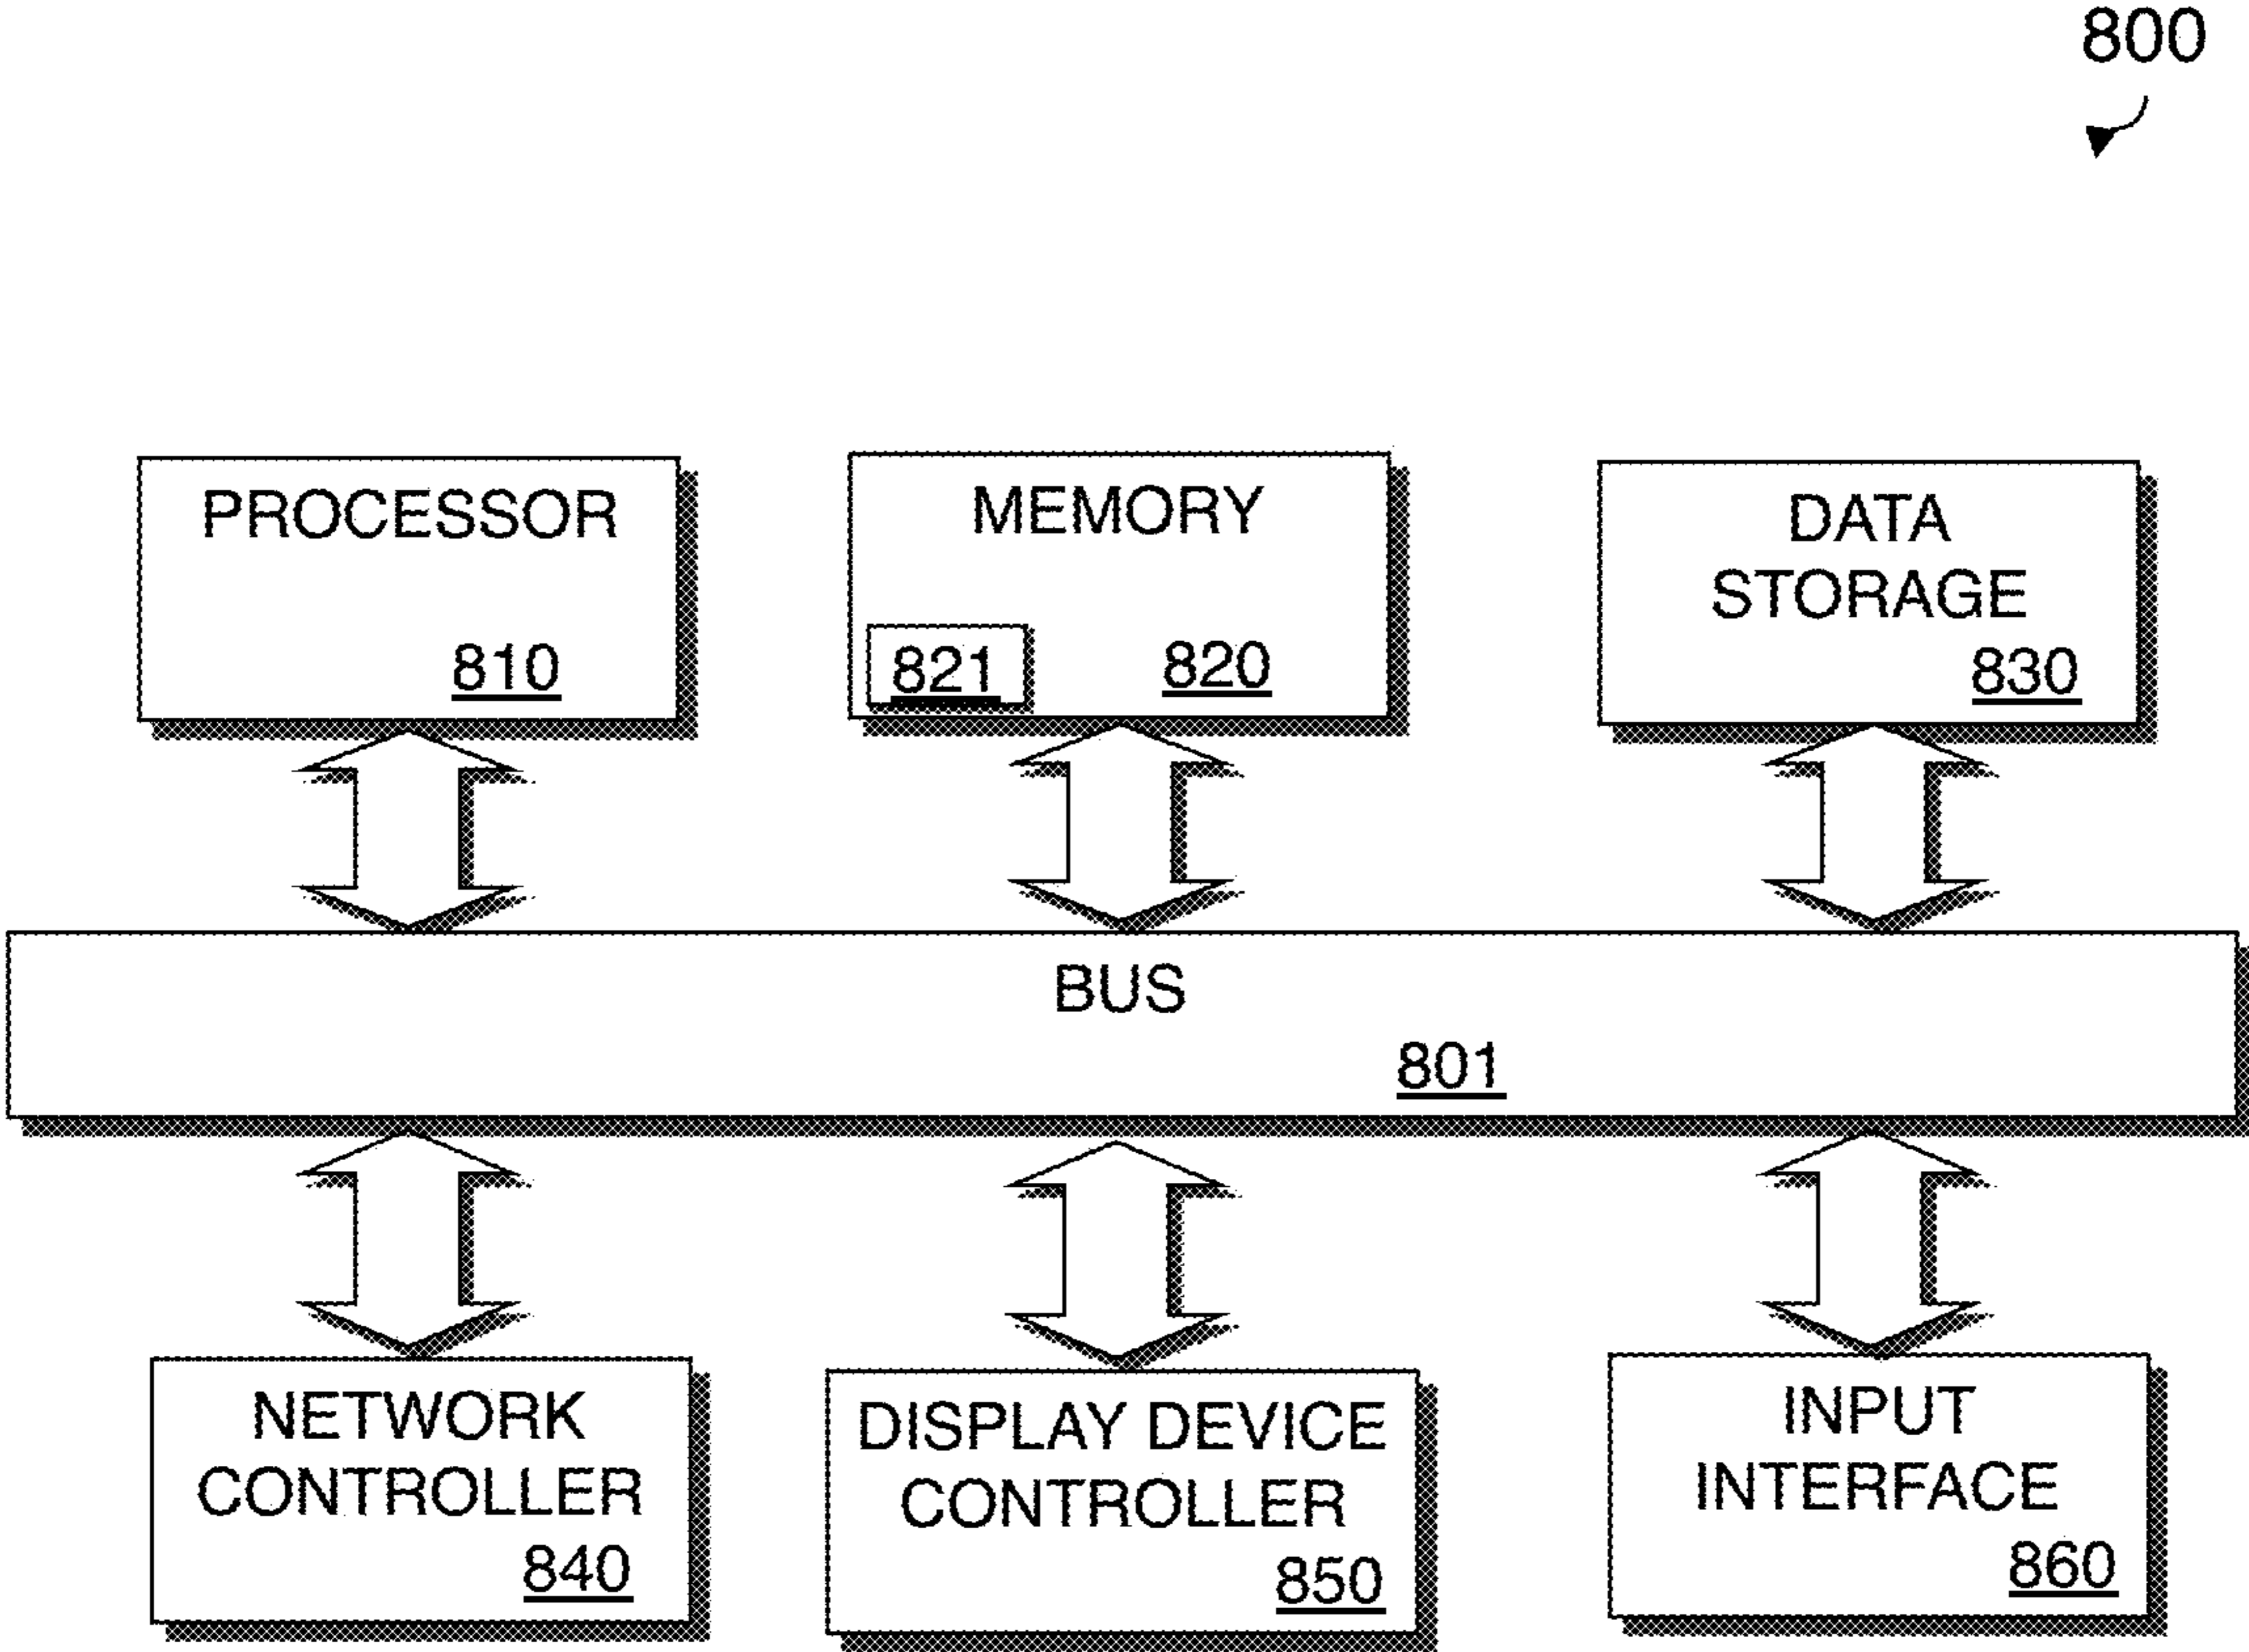 800
PROCESSOR
810
MEMORY
821
820
DATA
STORAGE
830
BUS
801
NETWORK
CONTROLLER
840
DISPLAY DEVICE
CONTROLLER
850
INPUT
INTERFACE
860